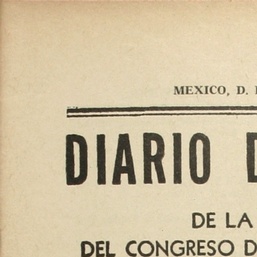 MEXICO, D.
DIARIO D
DE LA
DEL CONGRESO D